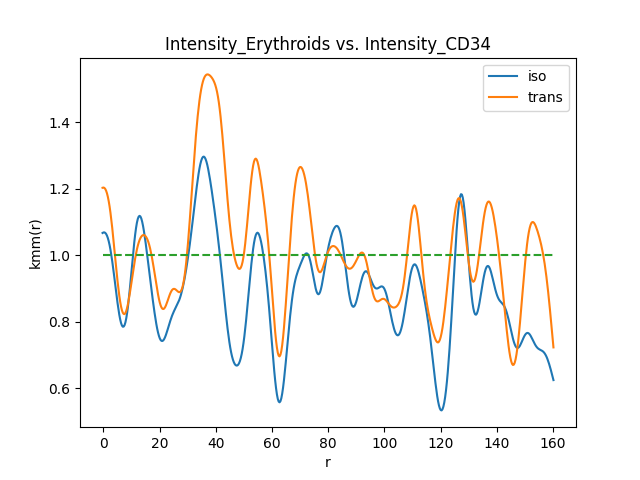 Intensity_Erythroids vs. Intensity_CD34
iso
trans
kmm(r)
1.4
1.2
1.0
0.8
0.6
0 20 40 60 80 100 120 140 160
r